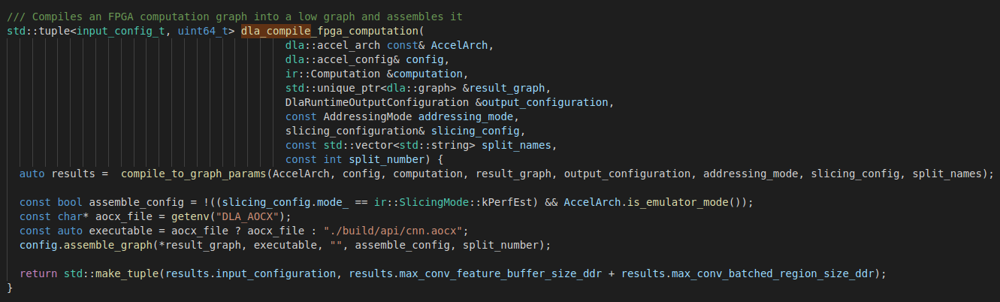 /// Compiles an FPGA computation graph into a low graph and assembles it
std::tuple<input_config_t, uint64_t> dla_compile_fpga_computation(
dla::accel_arch const& AccelArch,
dla::accel_config& config,
ir::Computation &computation,
std::unique_ptr<dla::graph> &result_graph,
DlaRuntimeOutputConfiguration &output_configuration,
const AddressingMode addressing_mode,
slicing_configuration& slicing_config,
const std::vector<std::string> split_names,
const int split_number) {
auto results =  compile_to_graph_params(AccelArch, config, computation, result_graph, output_configuration, addressing_mode, slicing_config, split_names);
const bool assemble_config = !((slicing_config.mode_ == ir::SlicingMode::kPerfEst) && AccelArch.is_emulator_mode());
const char* aocx_file = getenv("DLA_AOCX");
const auto executable = aocx_file ? aocx_file : "./build/api/cnn.aocx";
config.assemble_graph(*result_graph, executable, "", assemble_config, split_number);
return std::make_tuple(results.input_configuration, results.max_conv_feature_buffer_size_ddr + results.max_conv_batched_region_size_ddr);
}